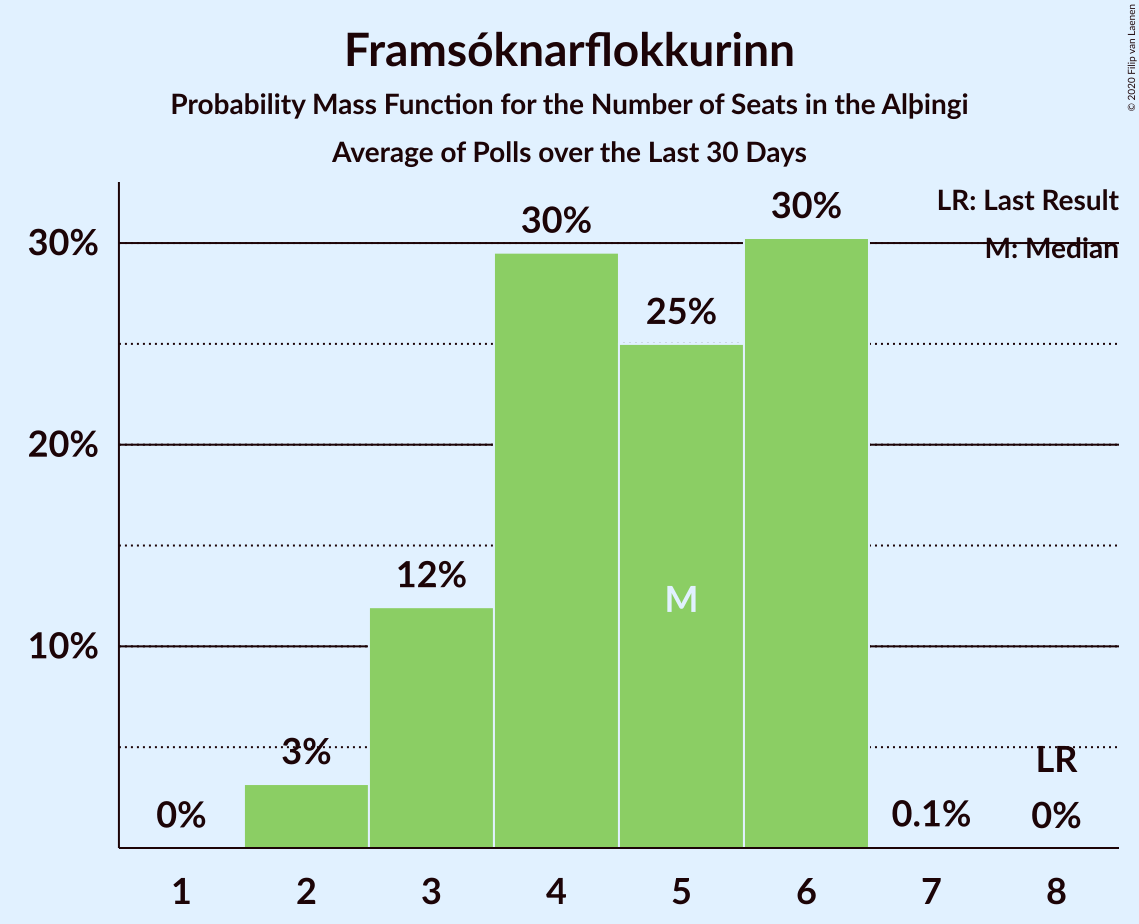 Framsóknarflokkurinn
Probability Mass Function for the Number of Seats in the Alþingi
Average of Polls over the Last 30 Days
© 2020 Filip van Laenen
LR: Last Result
M: Median
30%
20%
10%
0%
3%
12%
30%
25%
30%
0.1%
0%
LR
M
1 2 3 4 5 6 7 8